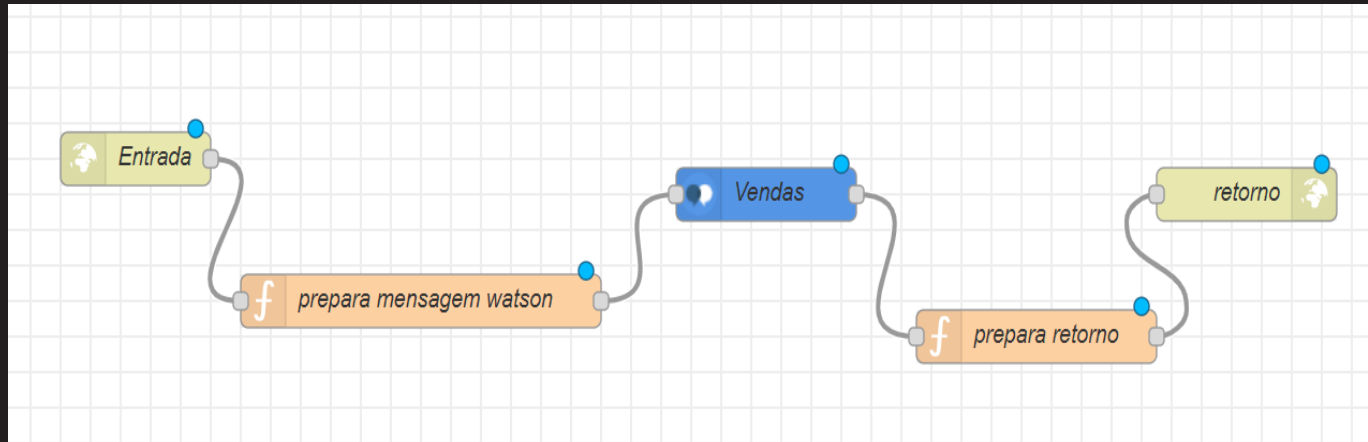 Entrada
prepara mensagem watson
Vendas
prepara retorno
retorno